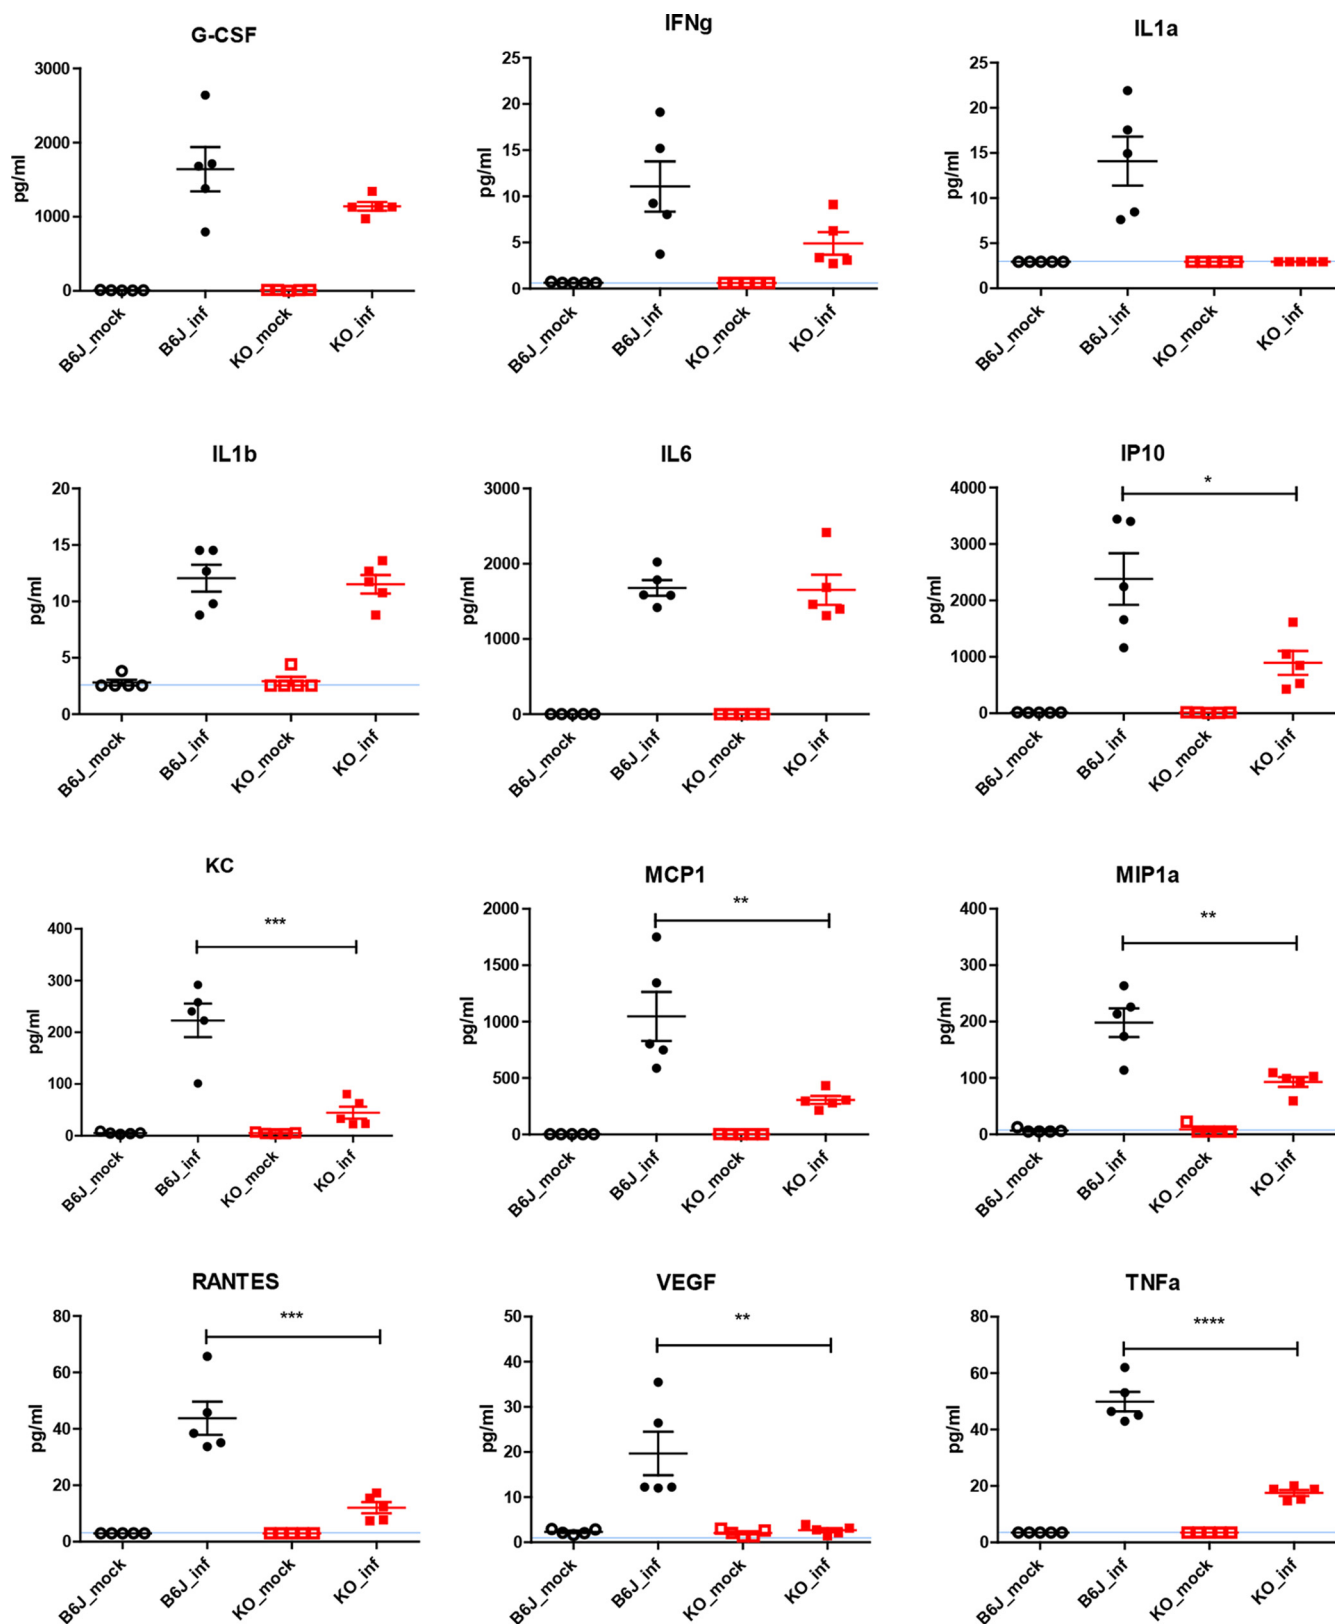 G-CSF
pg/ml
3000
2000
1000
0
B6J_mock
B6J_inf
KO_mock
KO_inf
IFNg
pg/ml
25
20
15
10
5
0
B6J_mock
B6J_inf
KO_mock
KO_inf
IL1a
pg/ml
25
20
15
10
5
0
B6J_mock
B6J_inf
KO_mock
KO_inf
IL1b
pg/ml
20
15
10
5
0
B6J_mock
B6J_inf
KO_mock
KO_inf
IL6
pg/ml
3000
2000
1000
0
B6J_mock
B6J_inf
KO_mock
KO_inf
IP10
*
pg/ml
4000
3000
2000
1000
0
B6J_mock
B6J_inf
KO_mock
KO_inf
KC
***
pg/ml
400
300
200
100
0
B6J_mock
B6J_inf
KO_mock
KO_inf
MCP1
**
pg/ml
2000
1500
1000
500
0
B6J_mock
B6J_inf
KO_mock
KO_inf
MIP1a
**
pg/ml
400
300
200
100
0
B6J_mock
B6J_inf
KO_mock
KO_inf
RANTES
***
pg/ml
80
60
40
20
0
B6J_mock
B6J_inf
KO_mock
KO_inf
VEGF
**
pg/ml
50
40
30
20
10
0
B6J_mock
B6J_inf
KO_mock
KO_inf
TNFa
****
pg/ml
80
60
40
20
0
B6J_mock
B6J_inf
KO_mock
KO_inf